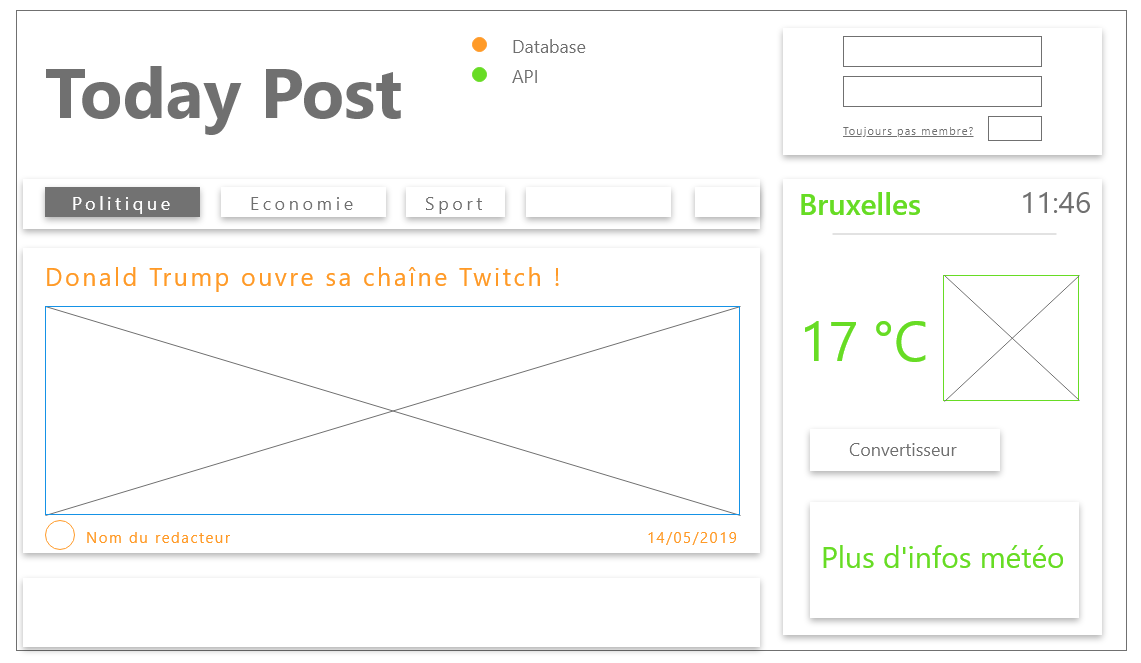 Today Post
Database
API
Toujours pas membre?
Politique
Economie
Sport
Donald Trump ouvre sa chaîne Twitch !
Nom du redacteur
14/05/2019
Bruxelles
11:46
17 °C
Convertisseur
Plus d'infos météo